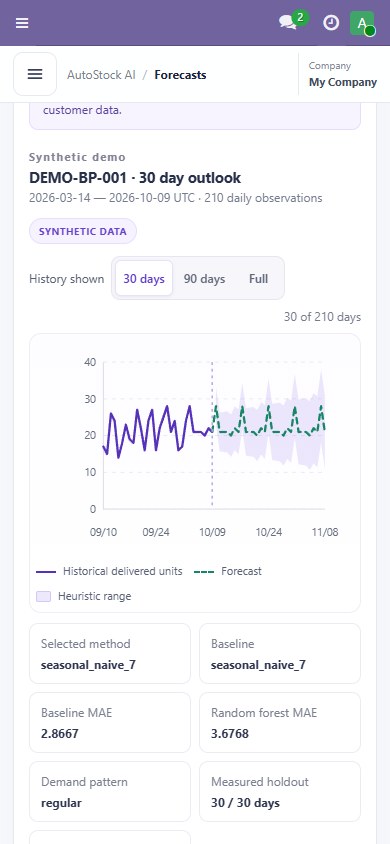 2
A
AutoStock AI / Forecasts
Company
My Company
customer data.
Synthetic demo
DEMO-BP-001 · 30 day outlook
2026-03-14 — 2026-10-09 UTC · 210 daily observations
SYNTHETIC DATA
History shown 30 days 90 days Full
30 of 210 days
40
30
20
10
0
09/10 09/24 10/09 10/24 11/08
Historical delivered units Forecast
Heuristic range
Selected method
seasonal_naive_7
Baseline
seasonal_naive_7
Baseline MAE
2.8667
Random forest MAE
3.6768
Demand pattern
regular
Measured holdout
30 / 30 days